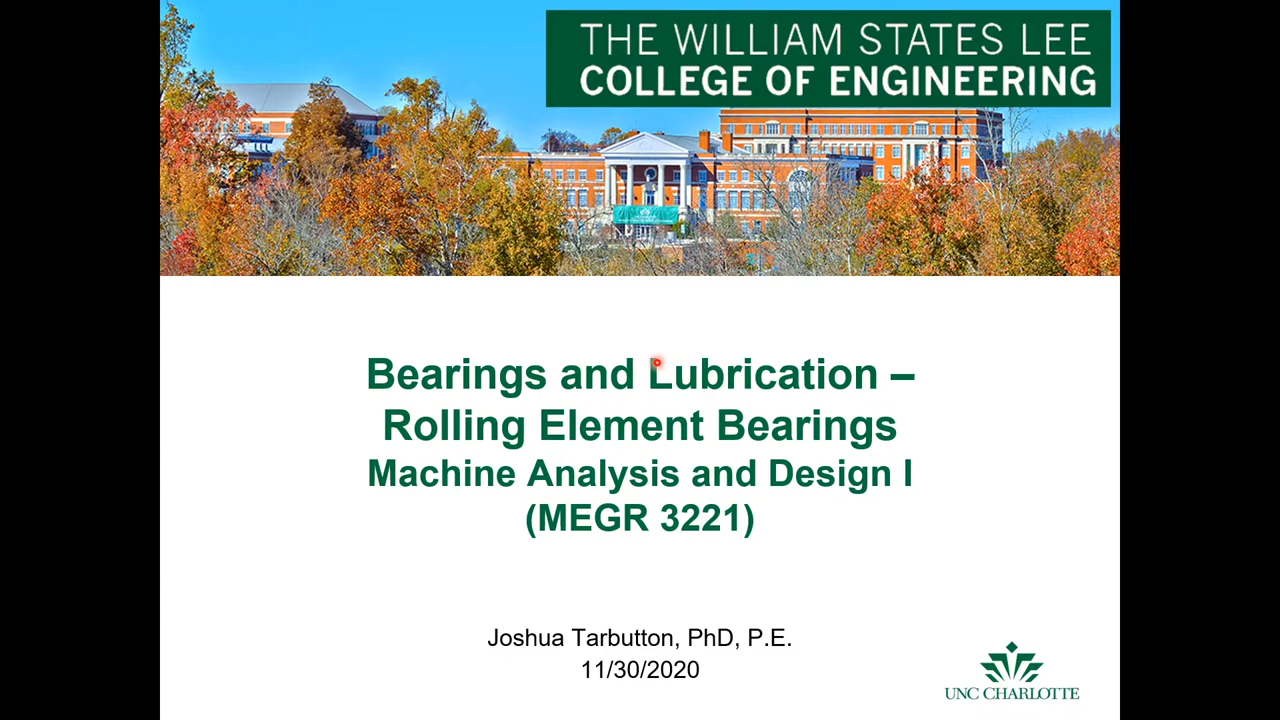 THE WILLIAM STATES LEE
COLLEGE OF ENGINEERING
Bearings and Lubrication –
Rolling Element Bearings
Machine Analysis and Design I
(MEGR 3221)
Joshua Tarbutton, PhD, P.E.
11/30/2020
UNC CHARLOTTE